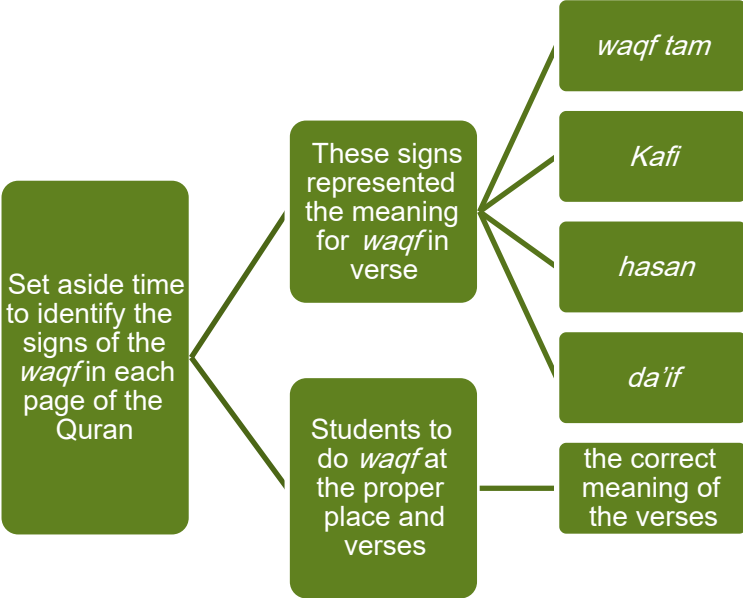 Set aside time
to identify the
signs of the
waqf in each
page of the
Quran
These signs
represented
the meaning
for waqf in
verse
waqf tam
Kafi
hasan
da’if
Students to
do waqf at
the proper
place and
verses
the correct
meaning of
the verses